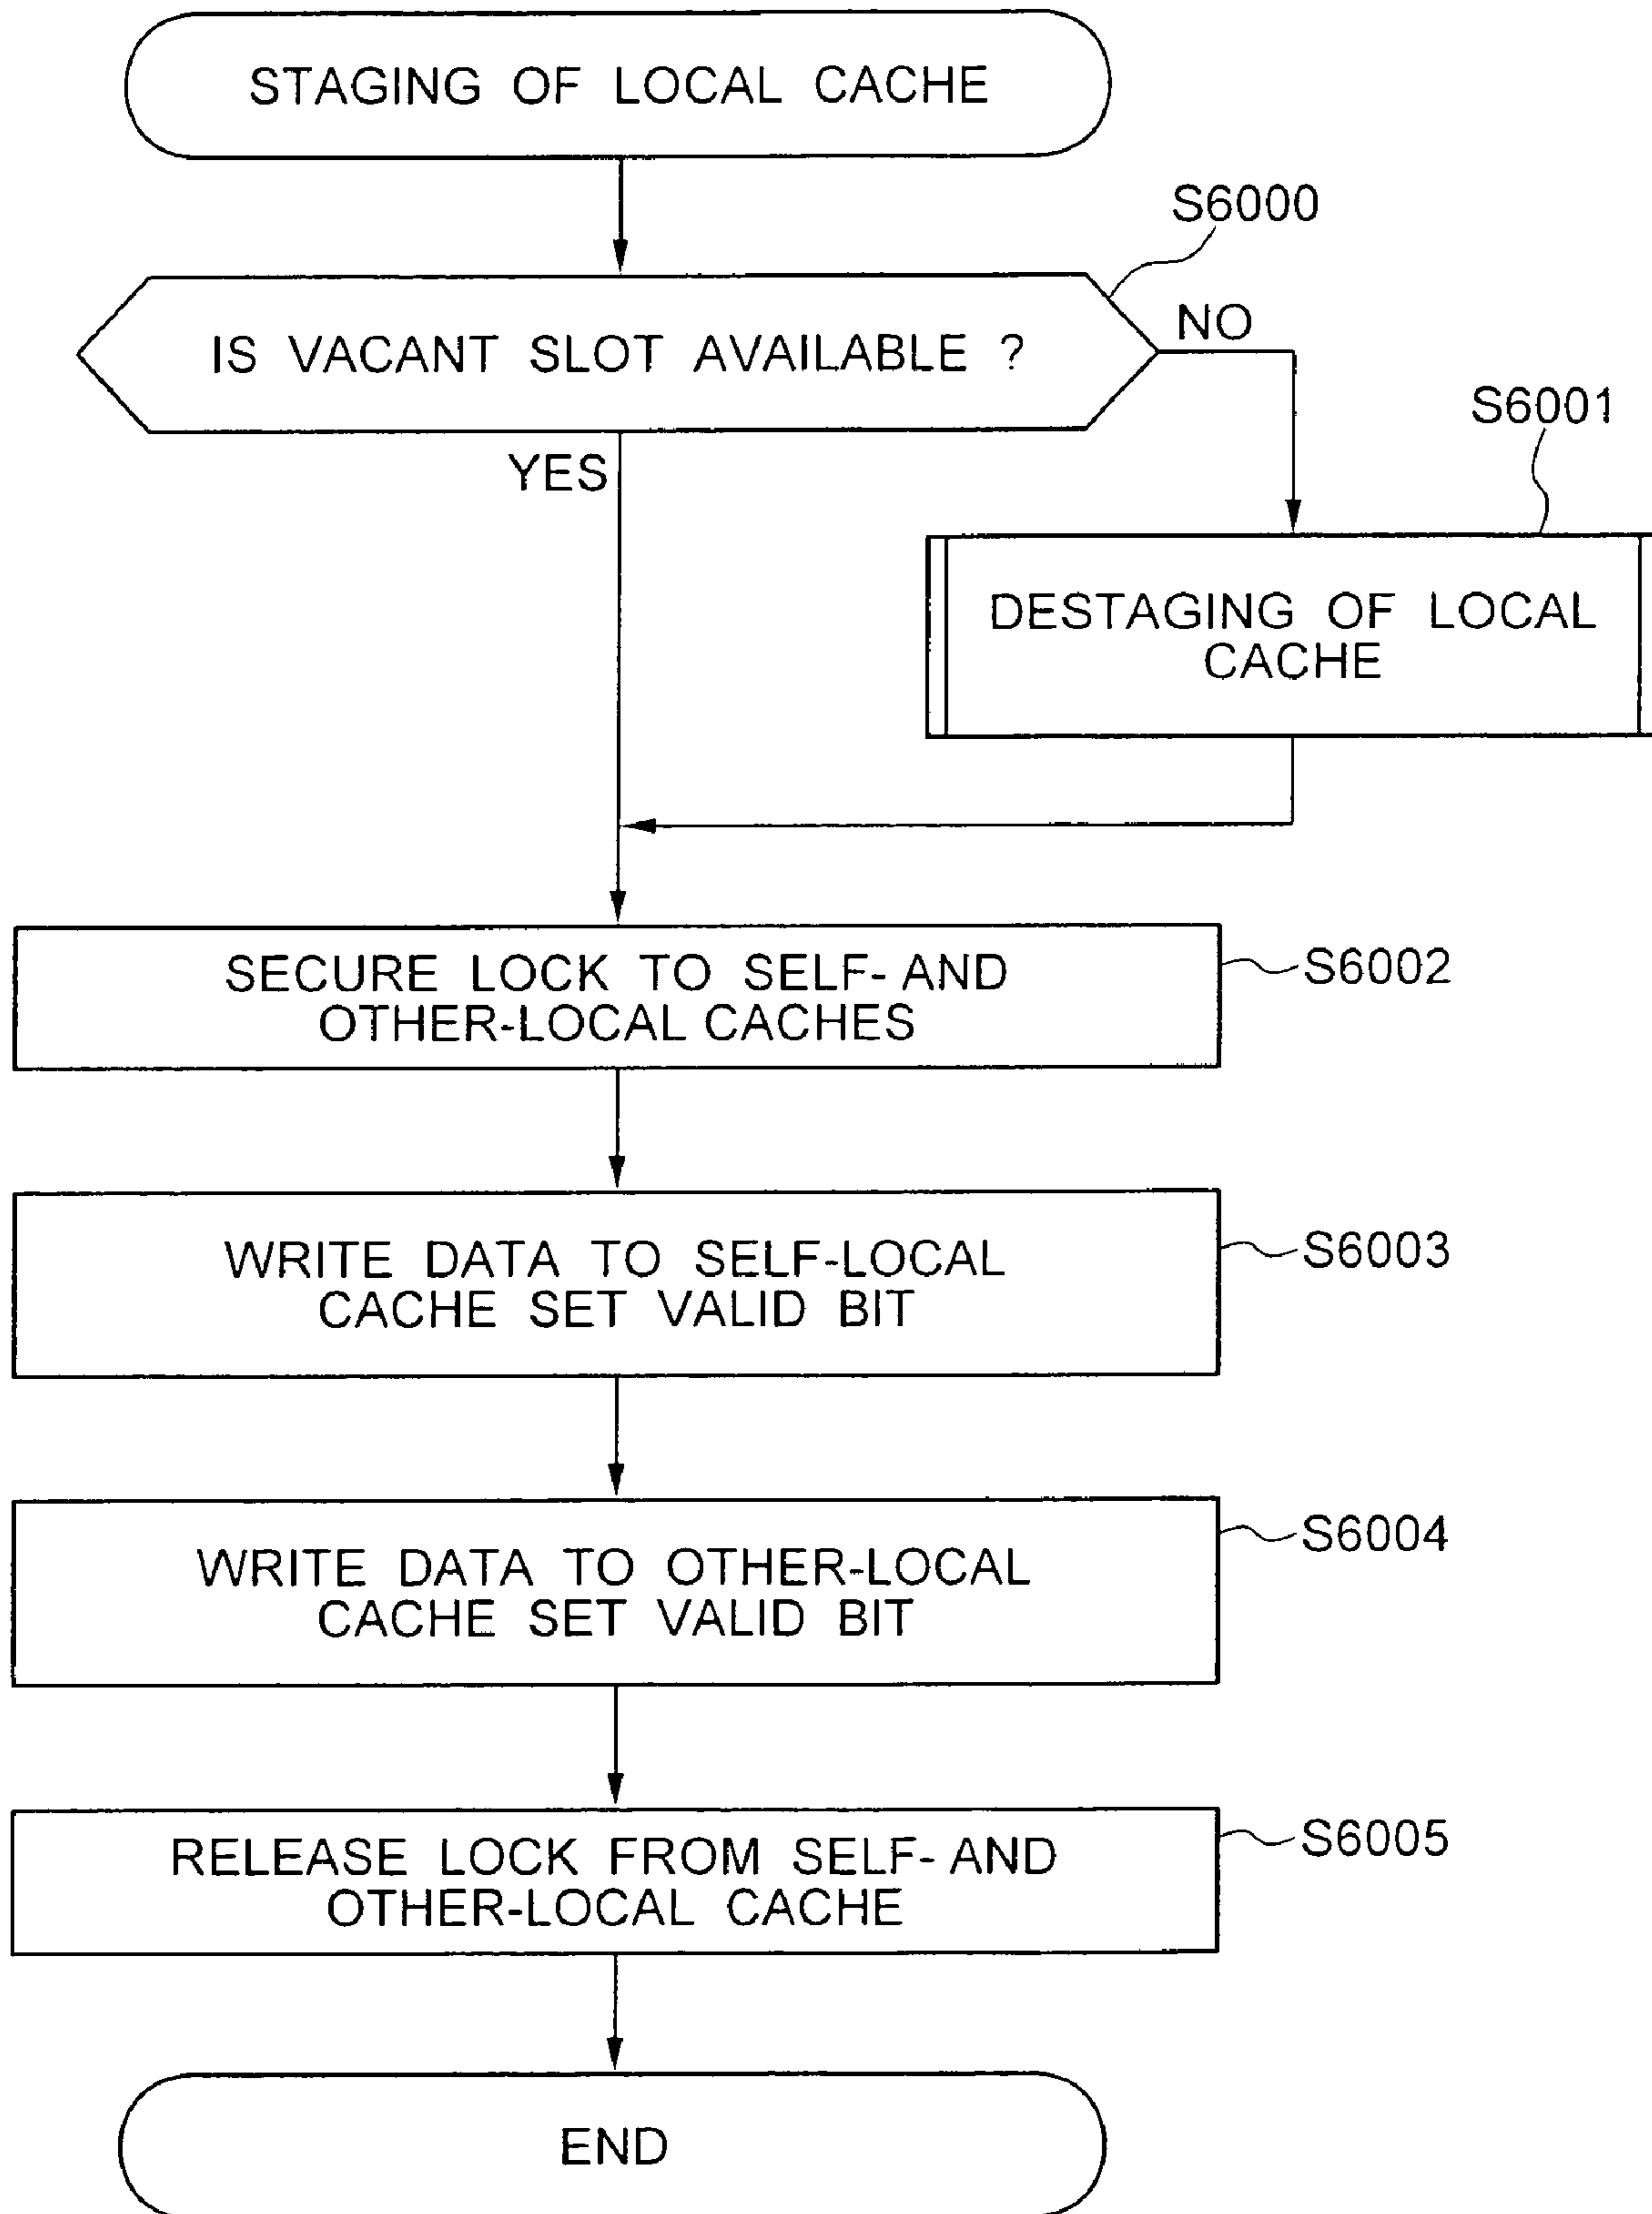 STAGING OF LOCAL CACHE
S6000
IS VACANT SLOT AVAILABLE ?
NO
YES
S6001
DESTAGING OF LOCAL
CACHE
SECURE LOCK TO SELF- AND
OTHER-LOCAL CACHES
S6002
WRITE DATA TO SELF-LOCAL
CACHE SET VALID BIT
S6003
WRITE DATA TO OTHER-LOCAL
CACHE SET VALID BIT
S6004
RELEASE LOCK FROM SELF- AND
OTHER-LOCAL CACHE
S6005
END